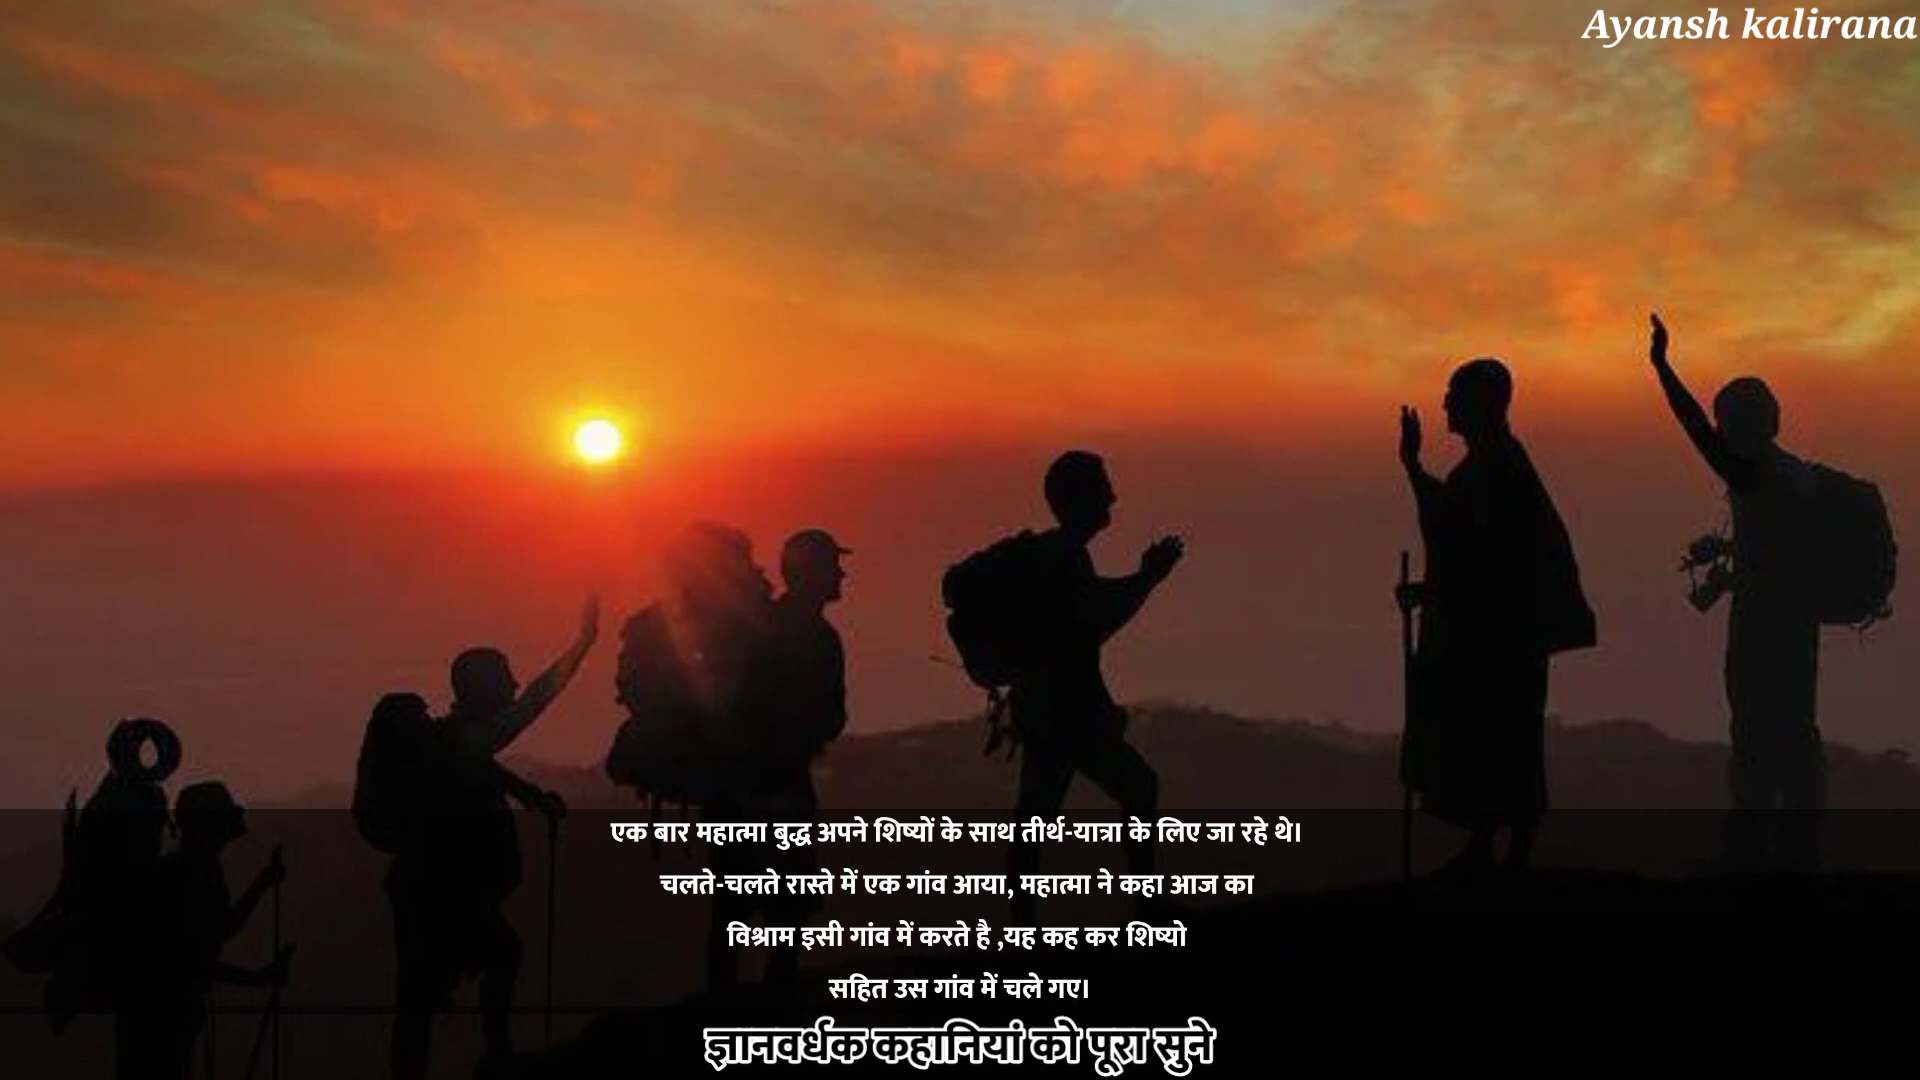 Ayansh kalirana
एक बार महात्मा बुद्ध अपने शिष्यों के साथ तीर्थ-यात्रा के लिए जा रहे थे।
चलते-चलते रास्ते में एक गांव आया, महात्मा ने कहा आज का
विश्राम इसी गांव में करते है ,यह कह कर शिष्यो
सहित उस गांव में चले गए।
ज्ञानवर्धक कहानियां को पूरा सुने